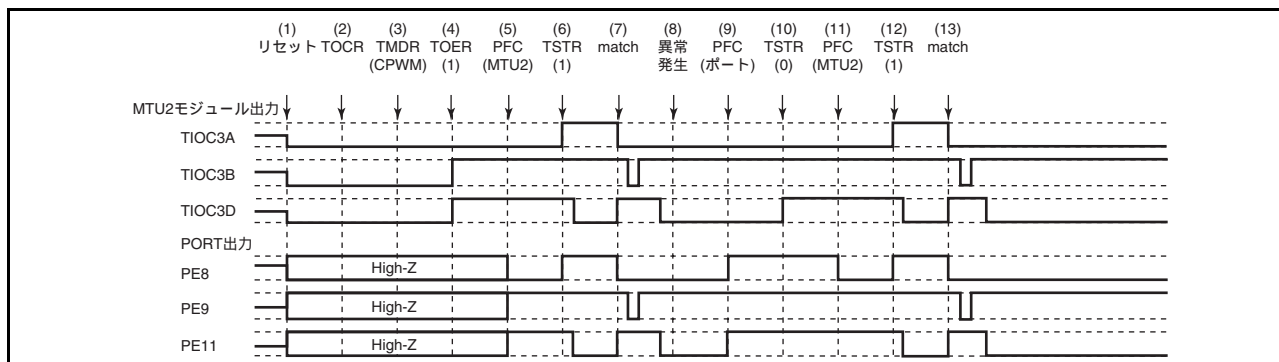 (1) (2) (3) (4) (5) (6) (7) (8) (9) (10) (11) (12) (13)
リセット TOCR TMDR TOER PFC TSTR match 異常 PFC TSTR PFC TSTR match
(CPWM) (1) (MTU2) (1) 発生 (ポート) (0) (MTU2) (1)
MTU2モジュール出力
TIOC3A
TIOC3B
TIOC3D
PORT出力
PE8 High-Z
PE9 High-Z
PE11 High-Z